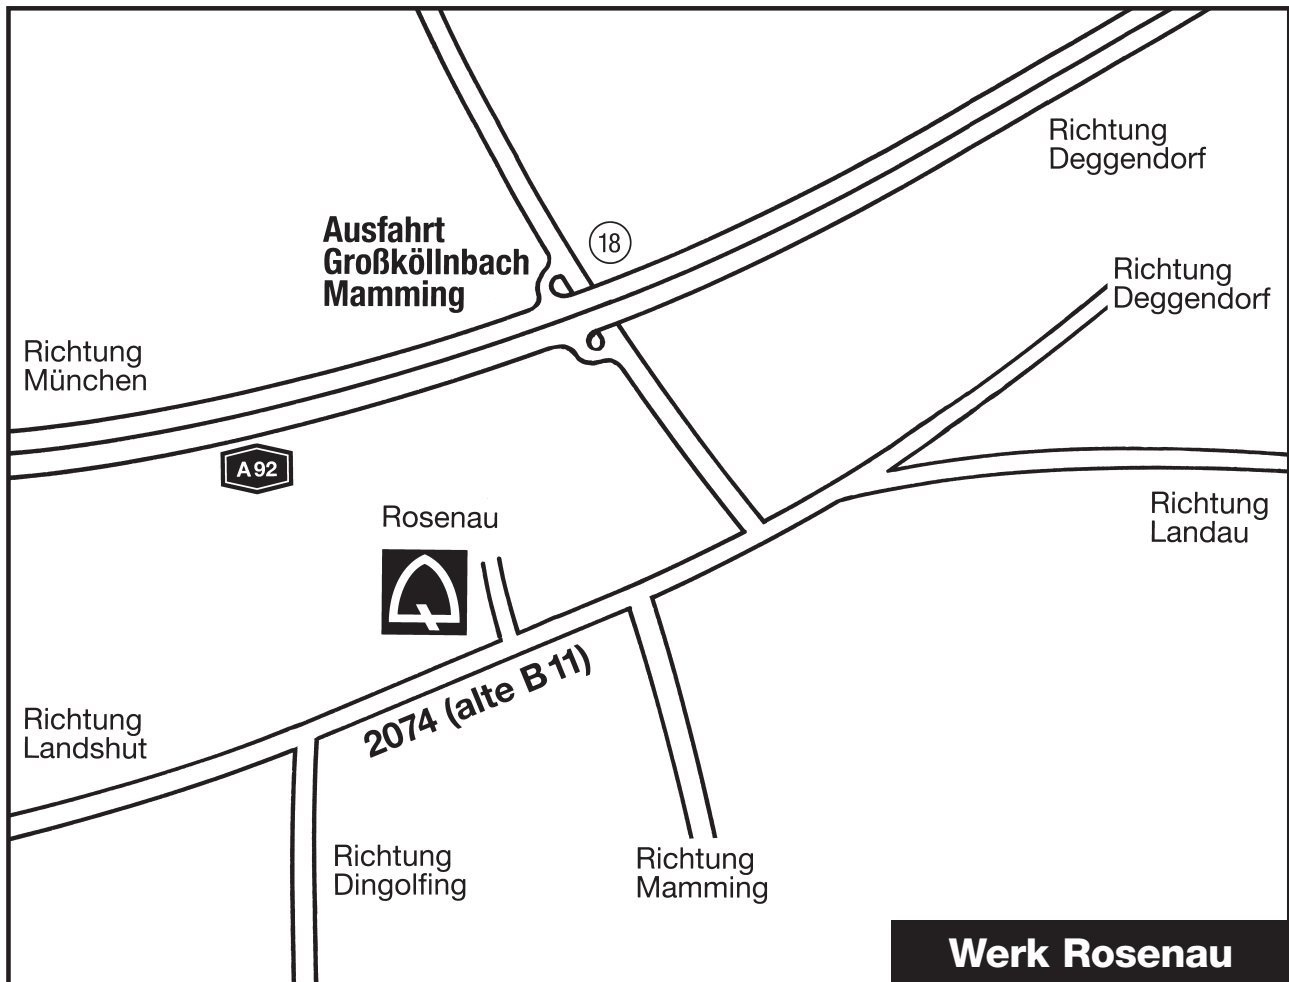 Richtung
Deggendorf
Ausfahrt
Großköllnbach
Mamming
18
Richtung
Deggendorf
Richtung
München
A 92
Rosenau
Richtung
Landau
2074 (alte B 11)
Richtung
Landshut
Richtung
Dingolfing
Richtung
Mamming
Werk Rosenau